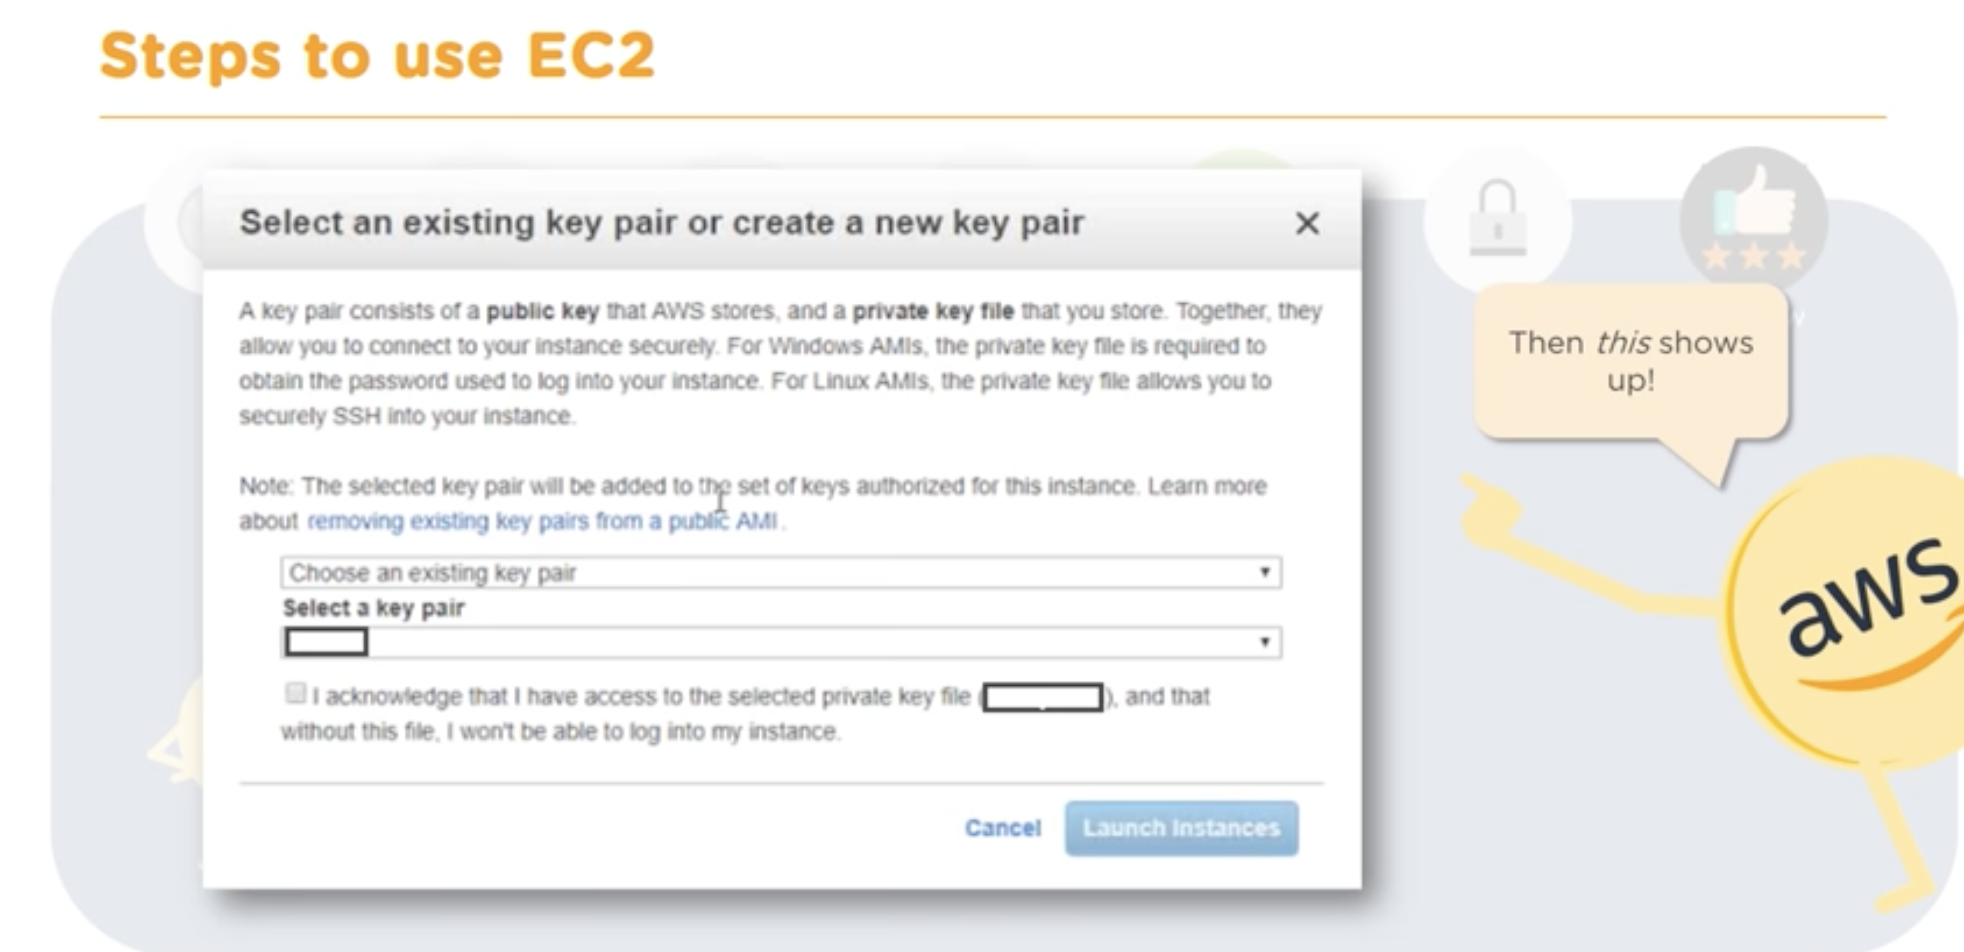 Steps to use EC2
Select an existing key pair or create a new key pair
A key pair consists of a public key that AWS stores, and a private key file that you store. Together, they
allow you to connect to your instance securely. For Windows AMIs, the private key file is required to
obtain the password used to log into your instance. For Linux AMIs, the private key file allows you to
securely SSH into your instance.
Note: The selected key pair will be added to the set of keys authorized for this instance. Learn more
about removing existing key pairs from a public AMI.
Choose an existing key pair
Select a key pair
I acknowledge that I have access to the selected private key file ( ), and that
without this file, I won't be able to log into my instance.
Cancel
Launch Instances
Then this shows
up!
aws